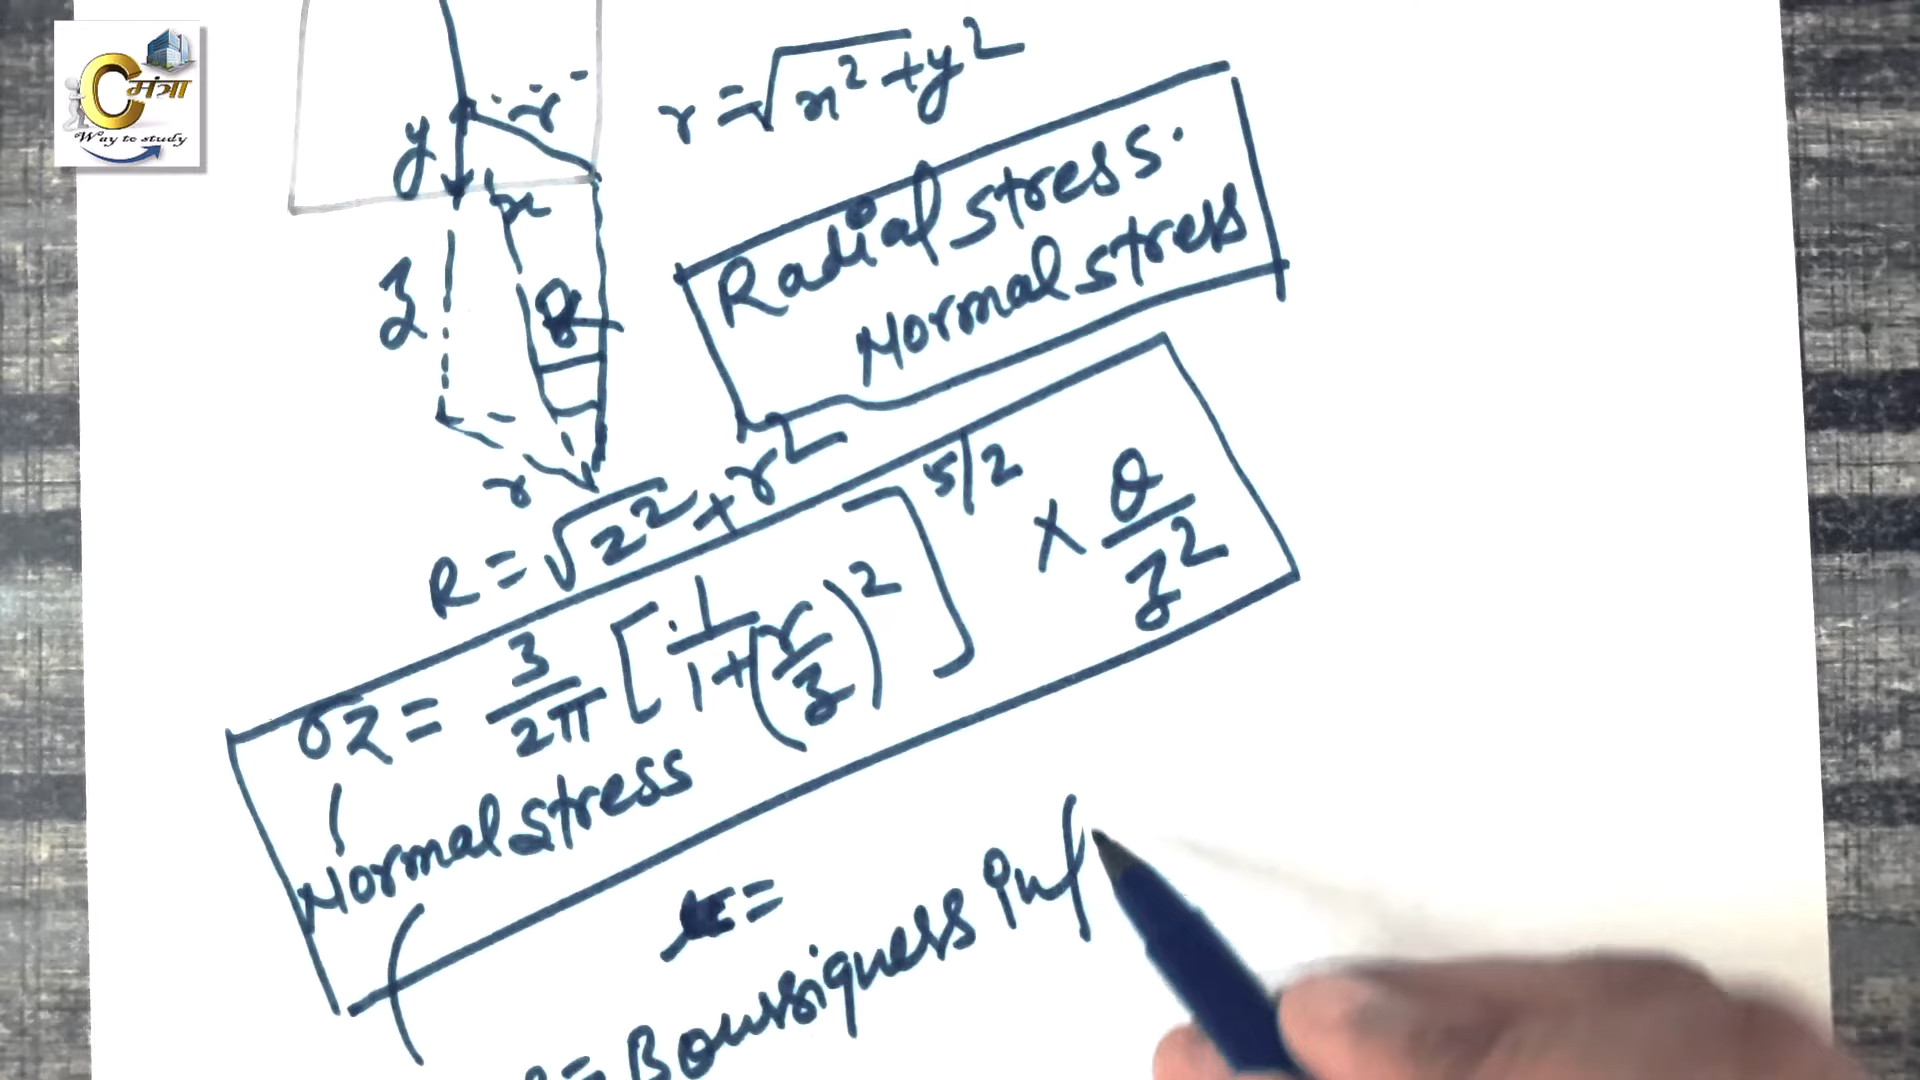 C मंत्रा
Way to study
r = √x² + y²
y
r
x
z
Radial stress.
Normal stress
r
R = √z² + r²
σz = 3/2π [1/1+(r/z)²]^5/2 × Q/z²
Normal stress
= Boussiquess inf